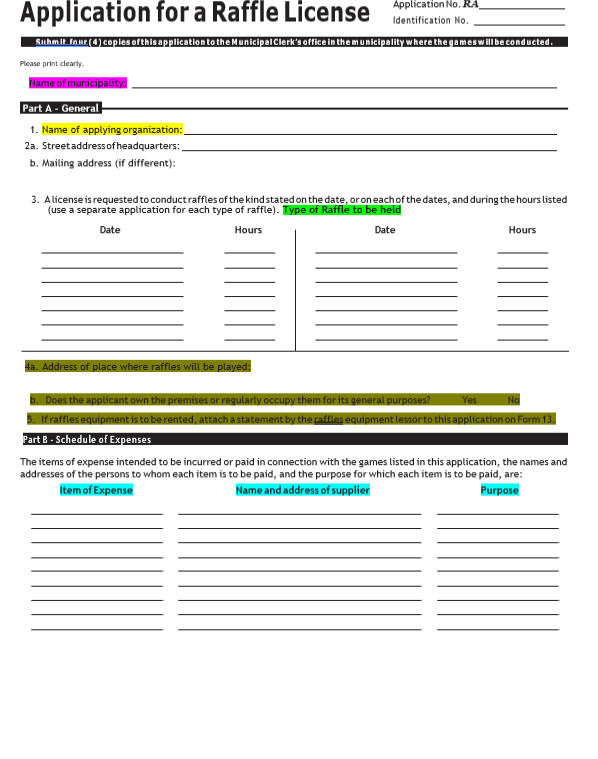 Application for a Raffle License
Application No. RA
Identification No.
Submit four (4) copies of this application to the Municipal Clerk's office in the municipality where the games will be conducted.
Please print clearly.
Name of municipality:
Part A - General
1. Name of applying organization:
2a. Street address of headquarters:
b. Mailing address (if different):
3. A license is requested to conduct raffles of the kind stated on the date, or on each of the dates, and during the hours listed
(use a separate application for each type of raffle). Type of Raffle to be held
Date Hours Date Hours
4a. Address of place where raffles will be played:
b. Does the applicant own the premises or regularly occupy them for its general purposes? Yes No
5. If raffles equipment is to be rented, attach a statement by the raffles equipment lessor to this application on Form 13.
Part B - Schedule of Expenses
The items of expense intended to be incurred or paid in connection with the games listed in this application, the names and
addresses of the persons to whom each item is to be paid, and the purpose for which each item is to be paid, are:
Item of Expense Name and address of supplier Purpose